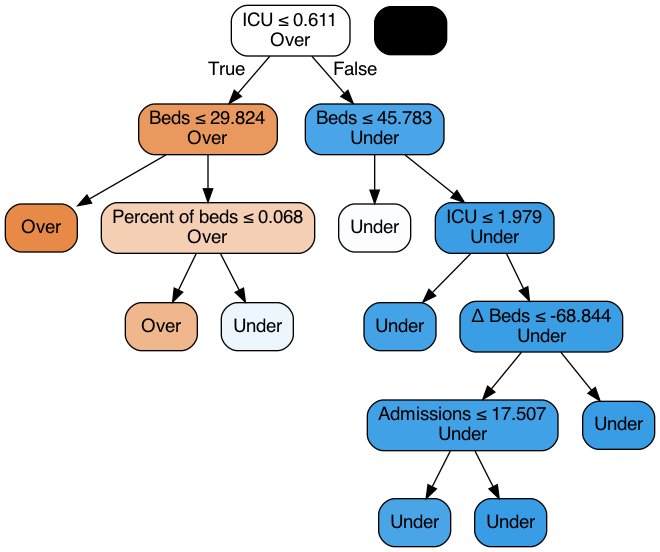 ICU ≤ 0.611
Over
True
False
Beds ≤ 29.824
Over
Beds ≤ 45.783
Under
Over
Percent of beds ≤ 0.068
Over
Under
ICU ≤ 1.979
Under
Over
Under
Under
Δ Beds ≤ -68.844
Under
Admissions ≤ 17.507
Under
Under
Under
Under